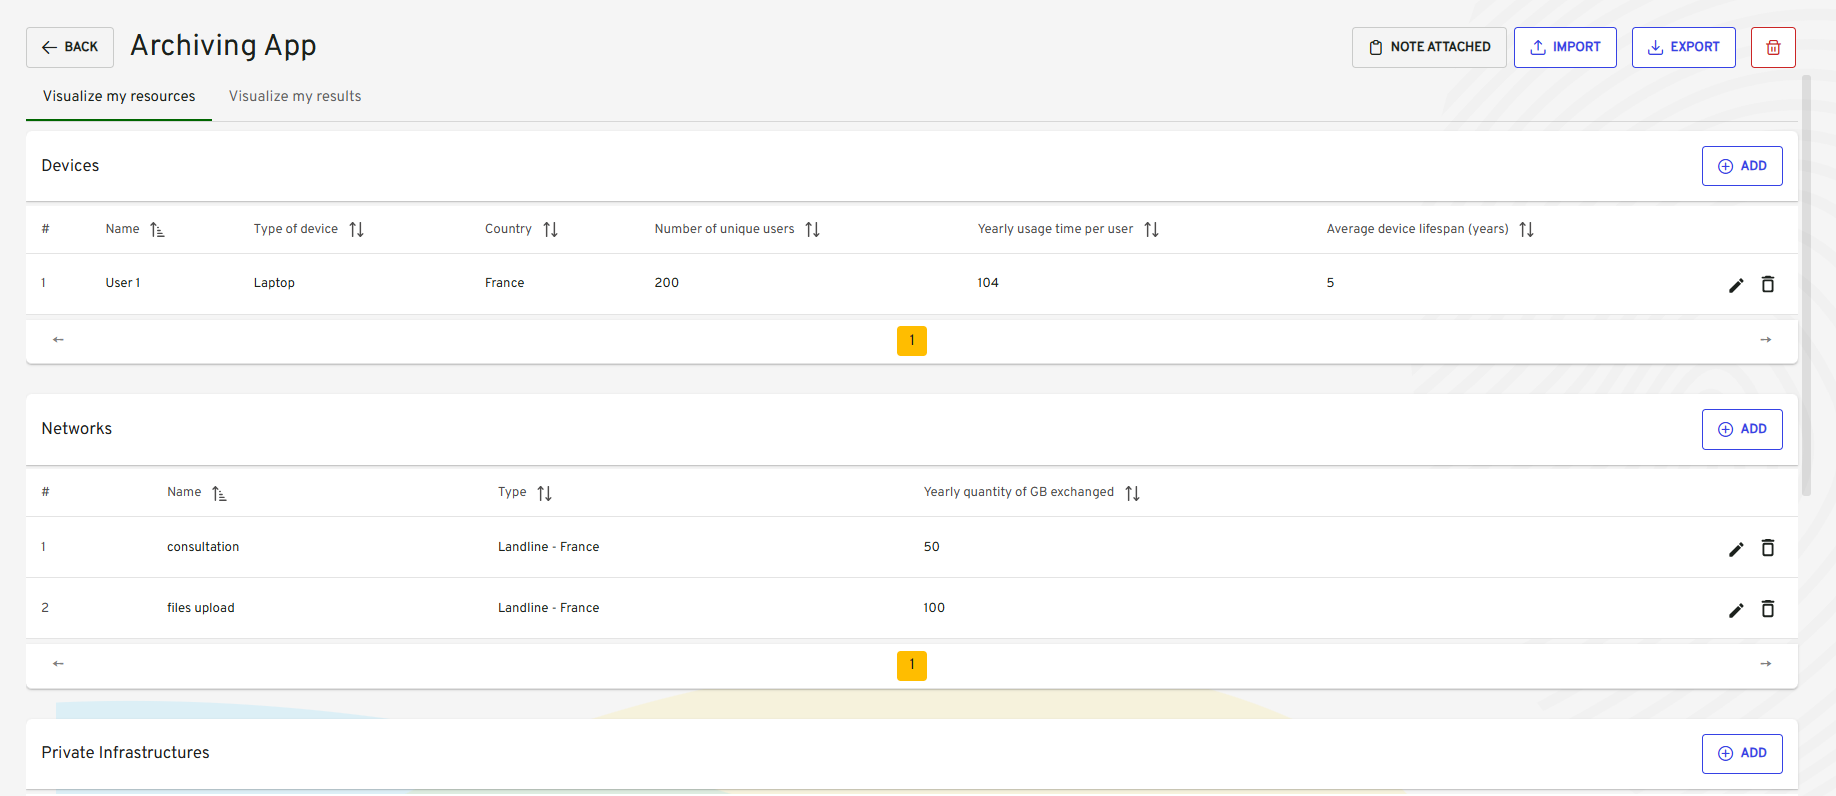 BACK
Archiving App
NOTE ATTACHED
IMPORT
EXPORT
Visualize my resources
Visualize my results
Devices
ADD
# Name Type of device Country Number of unique users Yearly usage time per user Average device lifespan (years)
1 User 1 Laptop France 200 104 5
1
Networks
ADD
# Name Type Yearly quantity of GB exchanged
1 consultation Landline - France 50
2 files upload Landline - France 100
1
Private Infrastructures
ADD